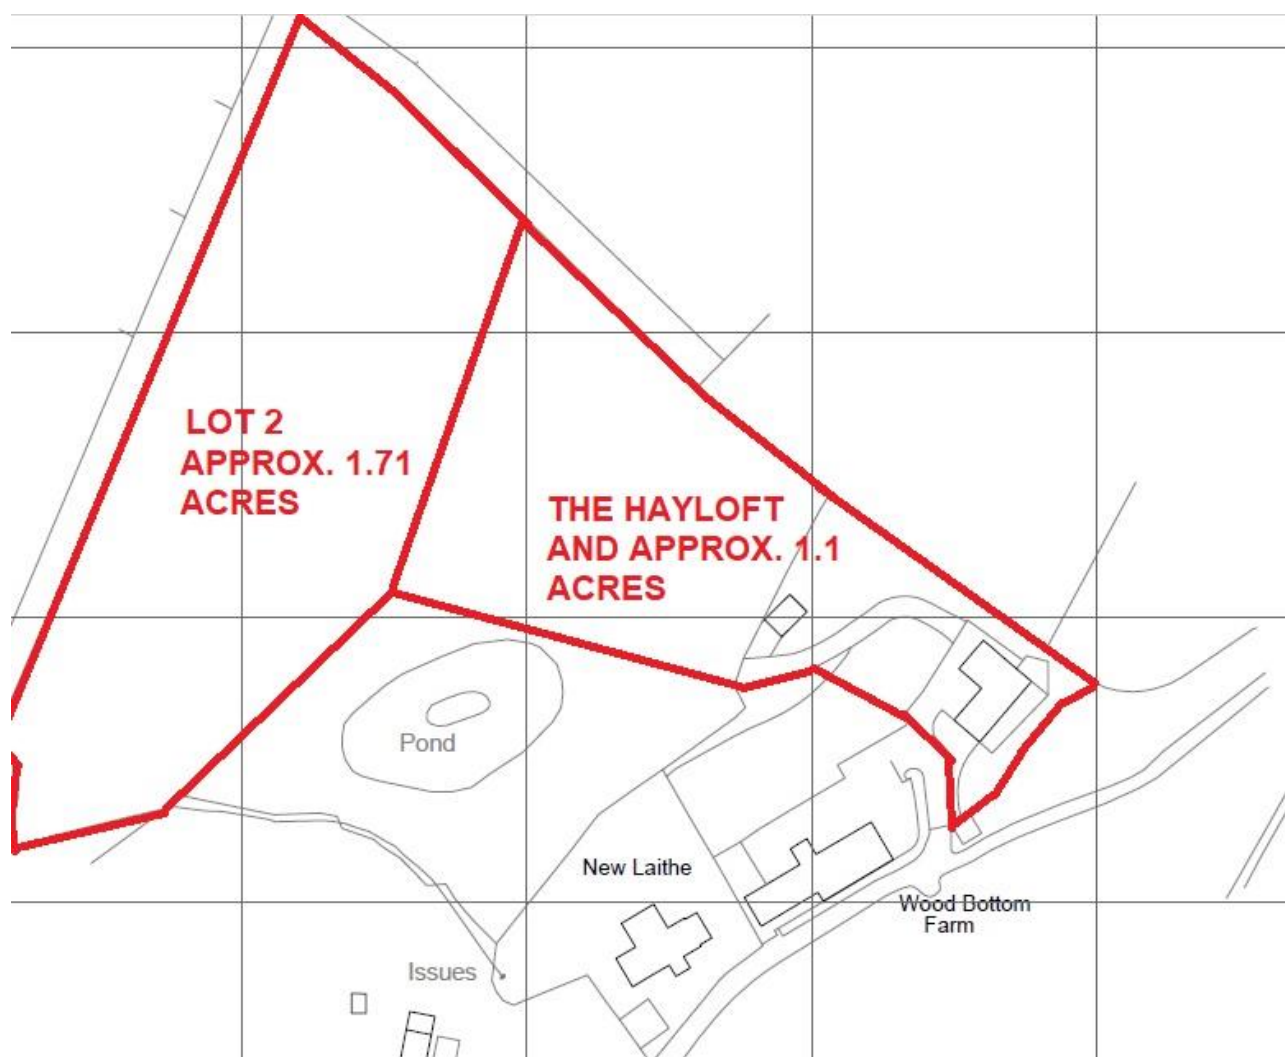 LOT 2
APPROX. 1.71
ACRES
THE HAYLOFT
AND APPROX. 1.1
ACRES
Pond
New Laithe
Wood Bottom
Farm
Issues